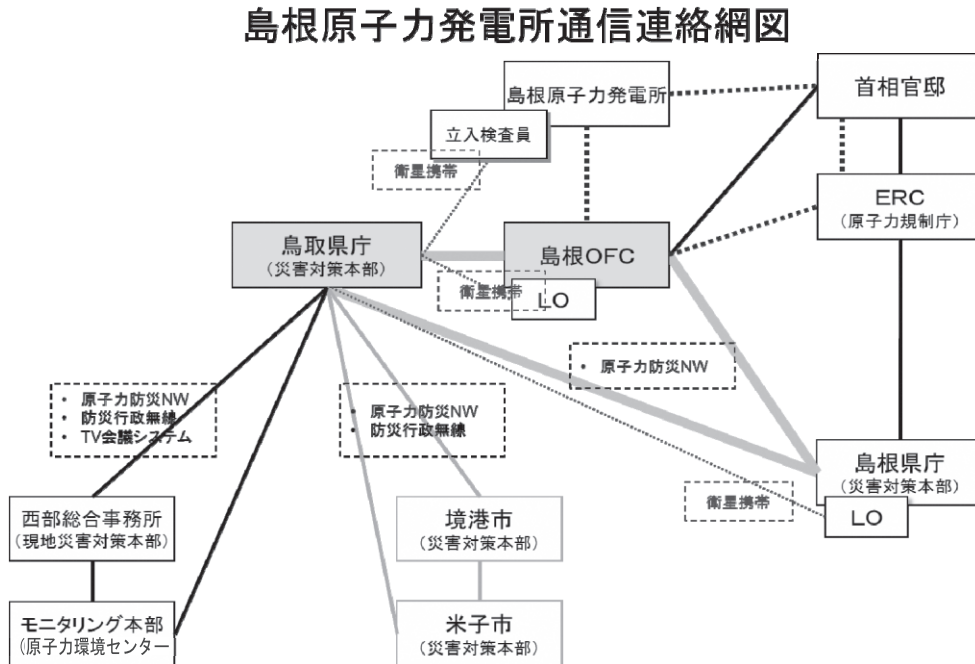 島根原子力発電所通信連絡網図
島根原子力発電所
首相官邸
立入検査員
衛星携帯
ERC
(原子力規制庁)
鳥取県庁
(災害対策本部)
島根OFC
衛星携帯
LO
• 原子力防災NW
• 原子力防災NW
• 防災行政無線
• TV会議システム
• 原子力防災NW
• 防災行政無線
島根県庁
(災害対策本部)
衛星携帯
LO
西部総合事務所
(現地災害対策本部)
境港市
(災害対策本部)
モニタリング本部
(原子力環境センター
米子市
(災害対策本部)